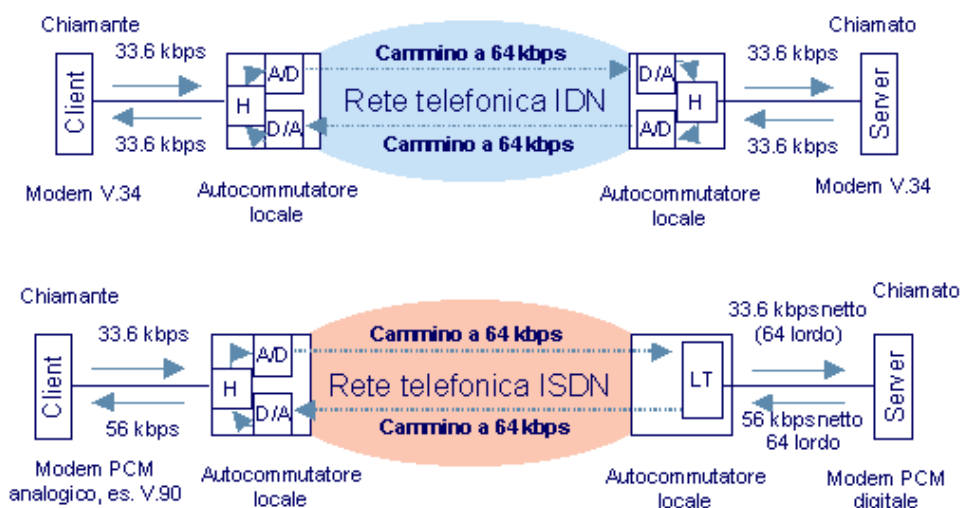 Chiamante
Chiamato
33.6 kbps
Cammino a 64 kbps
33.6 kbps
A/D
D/A
Client
H
Rete telefonica IDN
H
Server
D/A
A/D
33.6 kbps
Cammino a 64 kbps
33.6 kbps
Modem V.34
Autocommutatore
locale
Autocommutatore
locale
Modem V.34
Chiamante
Chiamato
33.6 kbps
Cammino a 64 kbps
33.6 kbps netto
(64 lordo)
A/D
Client
H
Rete telefonica ISDN
LT
Server
D/A
56 kbps
Cammino a 64 kbps
56 kbps netto
64 lordo
Modem PCM
analogico, es. V.90
Autocommutatore
locale
Autocommutatore
locale
Modem PCM
digitale